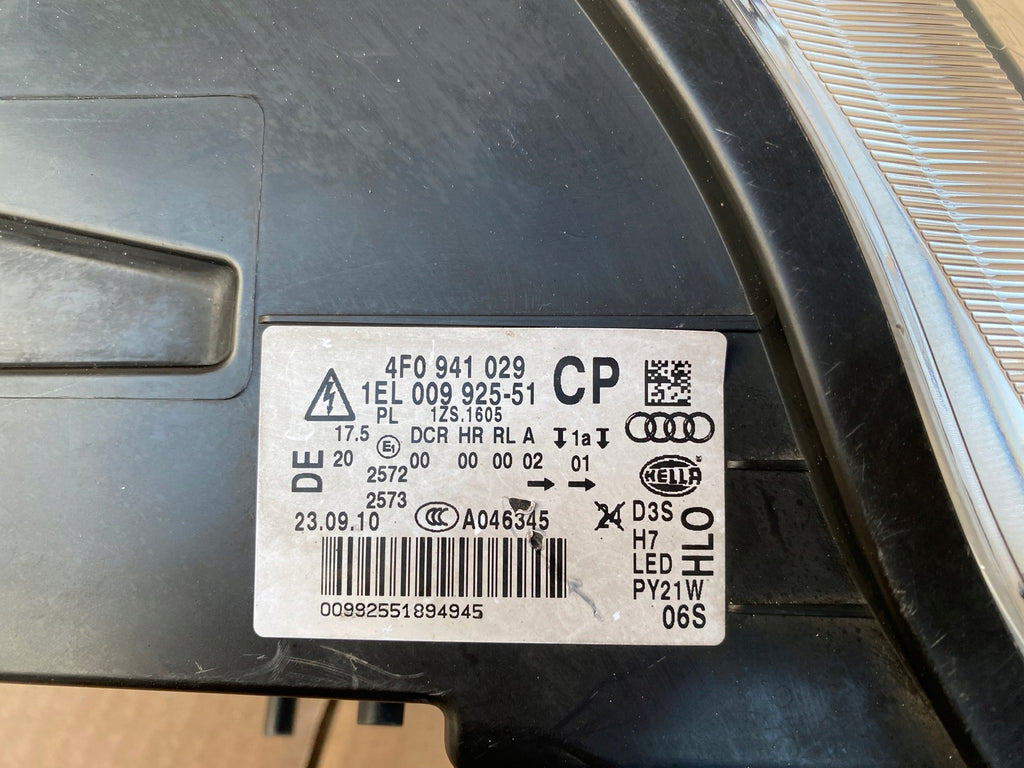 4F0 941 029
1EL 009 925-51 CP
PL 1ZS.1605
17.5 E1 DCR HR RL A 1a
DE 20 00 00 00 02 01
2572
2573
23.09.10 CCC A046345
00992551894945
HELLA ®
24 D3S
H7
LED
PY21W
HLO
06S